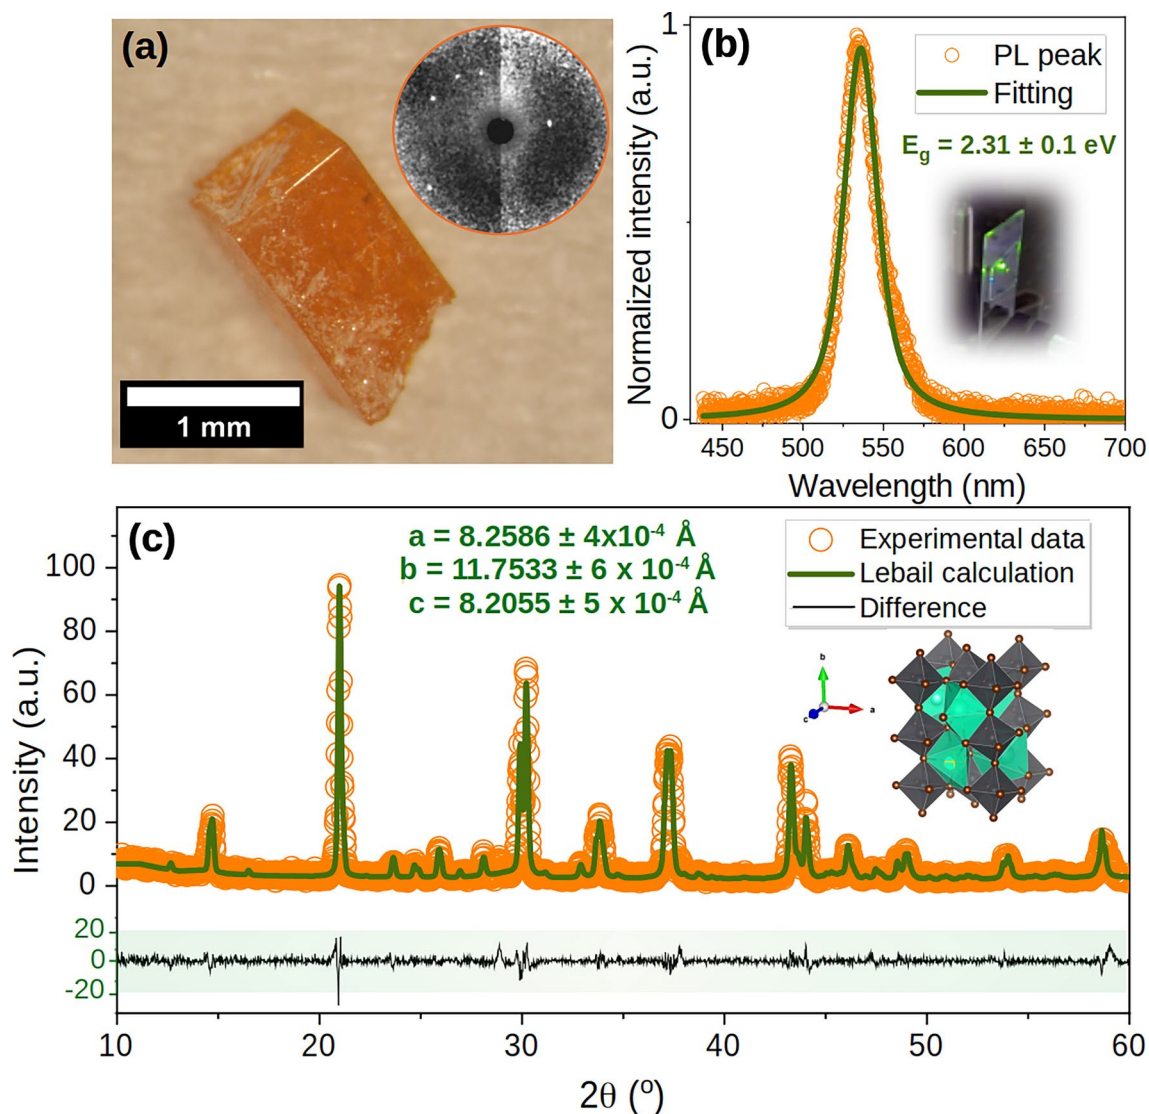 (a)
1 mm
(b)
PL peak
Fitting
E_g = 2.31 ± 0.1 eV
Normalized intensity (a.u.)
1
0
450 500 550 600 650 700
Wavelength (nm)
(c)
a = 8.2586 ± 4x10⁻⁴ Å
b = 11.7533 ± 6 x 10⁻⁴ Å
c = 8.2055 ± 5 x 10⁻⁴ Å
Experimental data
Lebail calculation
Difference
b
a
c
Intensity (a.u.)
100
80
60
40
20
0
20
0
-20
10 20 30 40 50 60
2θ (°)